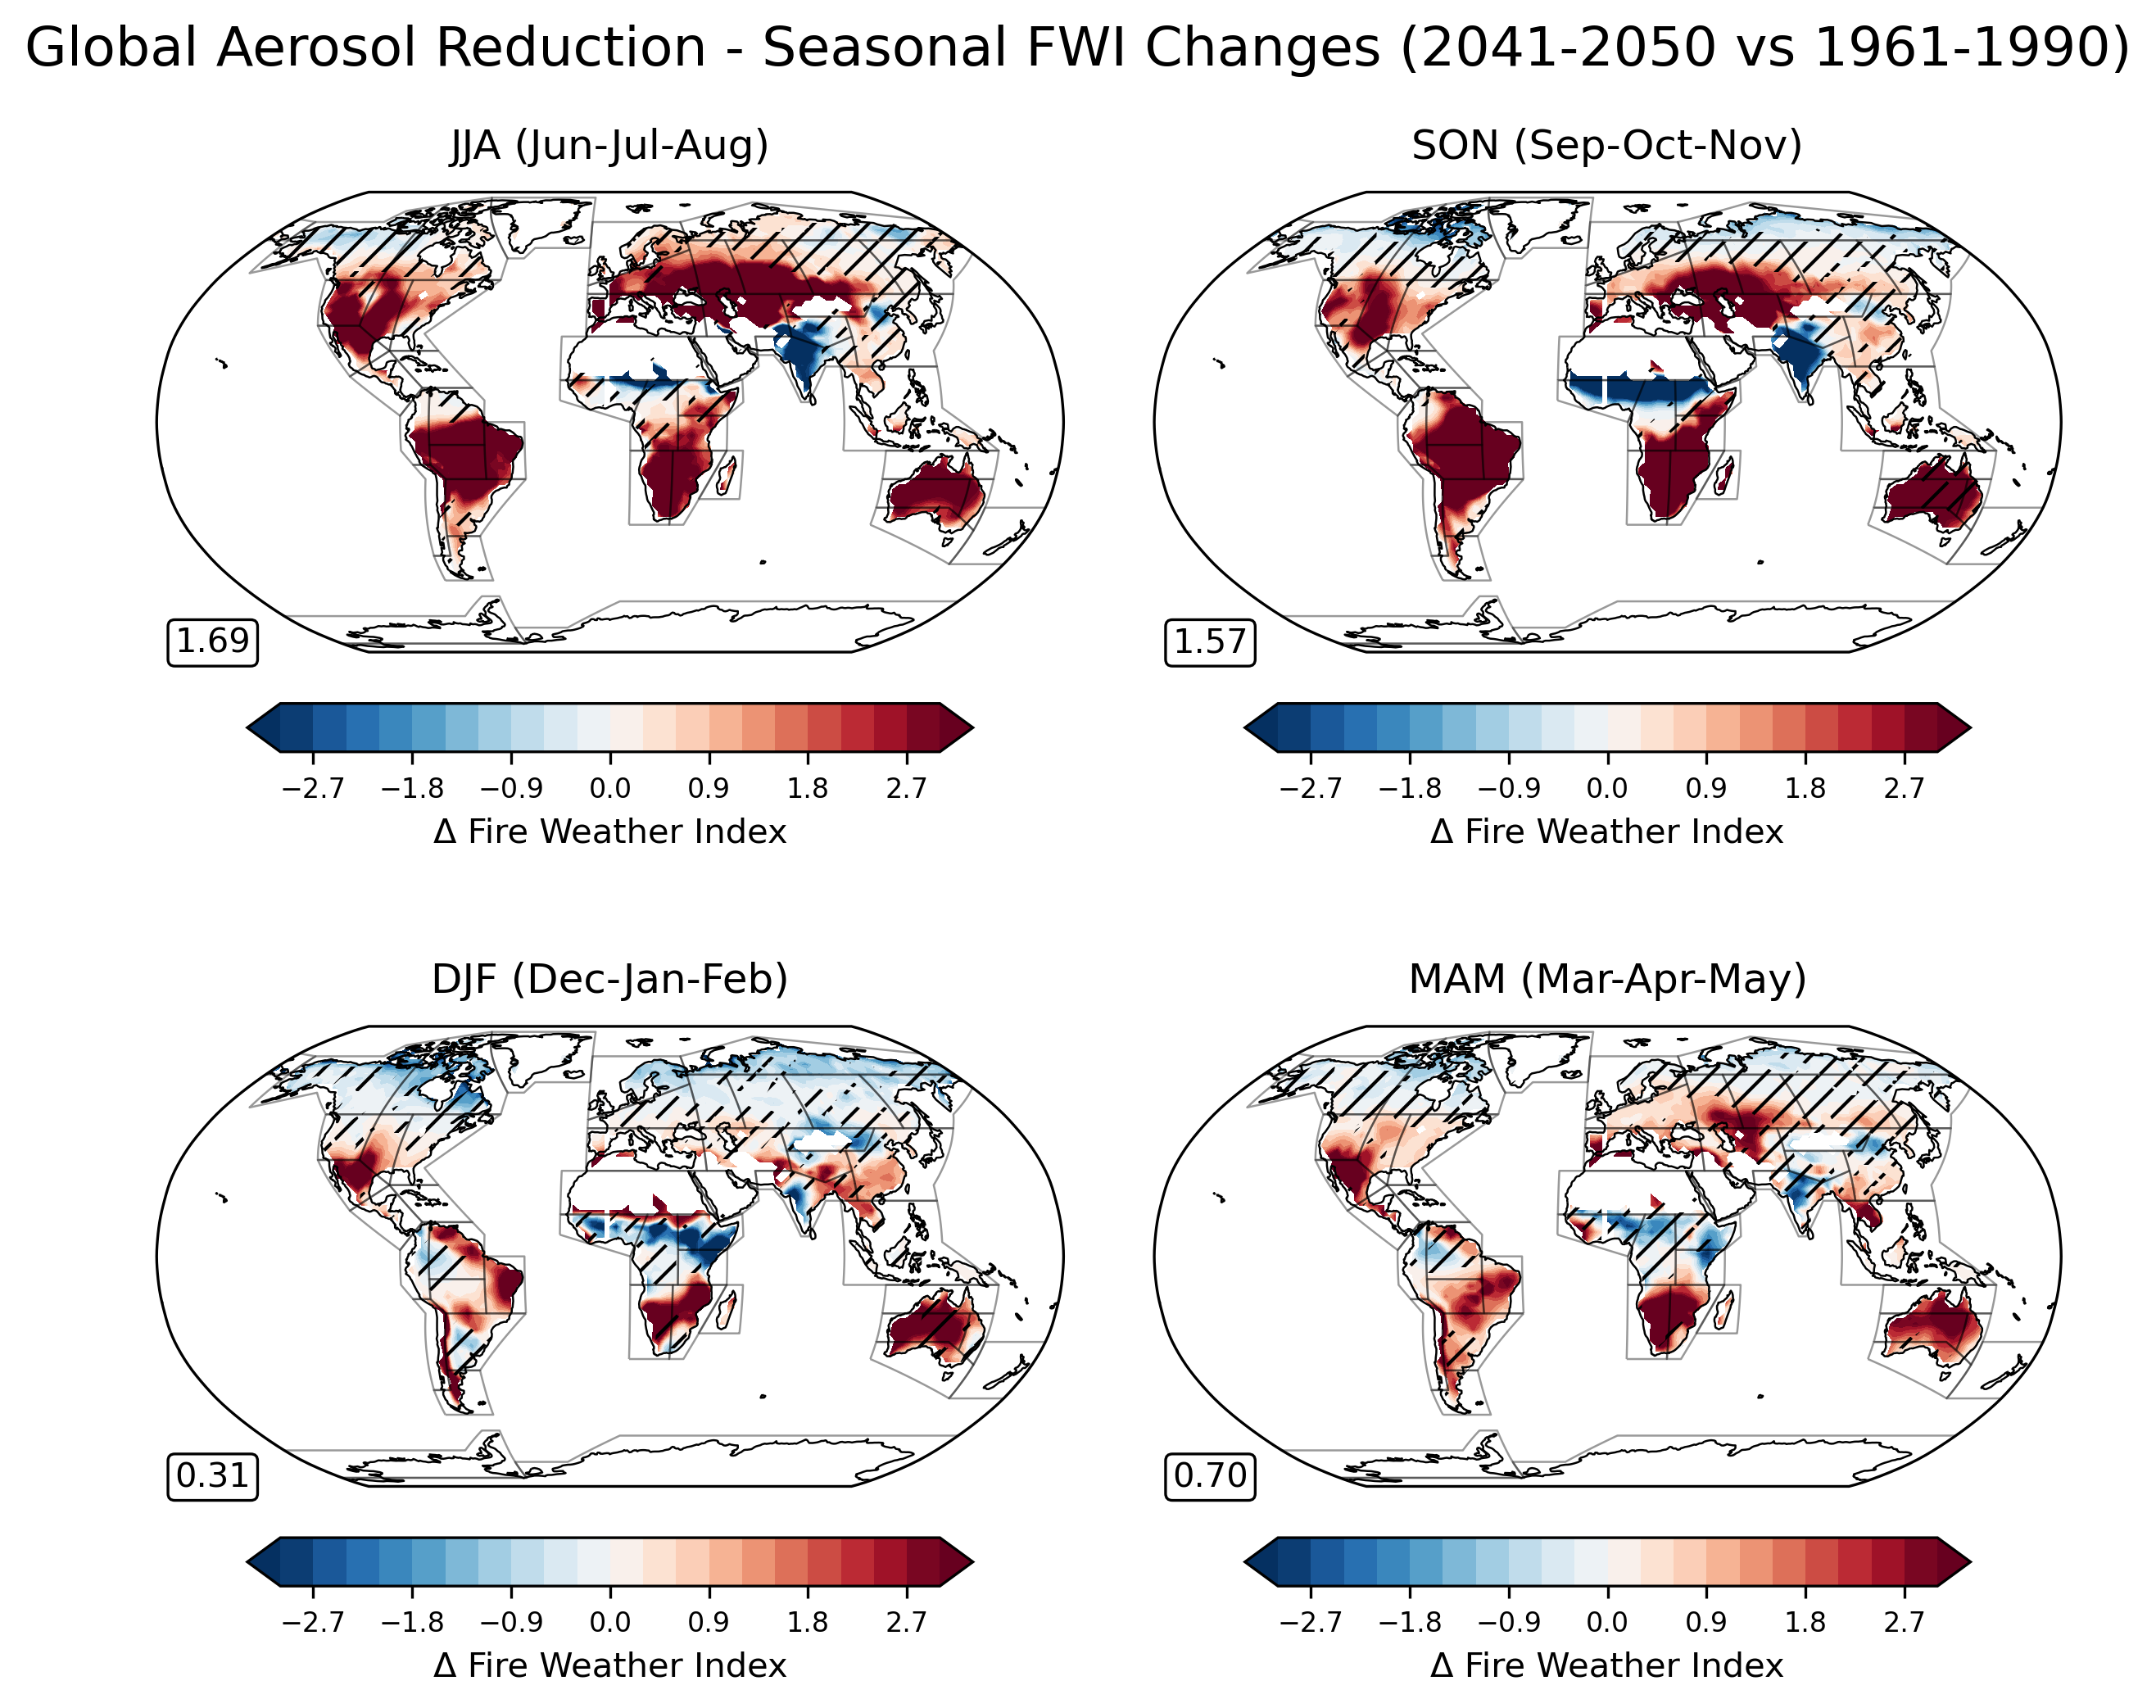 Global Aerosol Reduction - Seasonal FWI Changes (2041-2050 vs 1961-1990)
JJA (Jun-Jul-Aug)
1.69
−2.7 −1.8 −0.9 0.0 0.9 1.8 2.7
Δ Fire Weather Index
SON (Sep-Oct-Nov)
1.57
−2.7 −1.8 −0.9 0.0 0.9 1.8 2.7
Δ Fire Weather Index
DJF (Dec-Jan-Feb)
0.31
−2.7 −1.8 −0.9 0.0 0.9 1.8 2.7
Δ Fire Weather Index
MAM (Mar-Apr-May)
0.70
−2.7 −1.8 −0.9 0.0 0.9 1.8 2.7
Δ Fire Weather Index